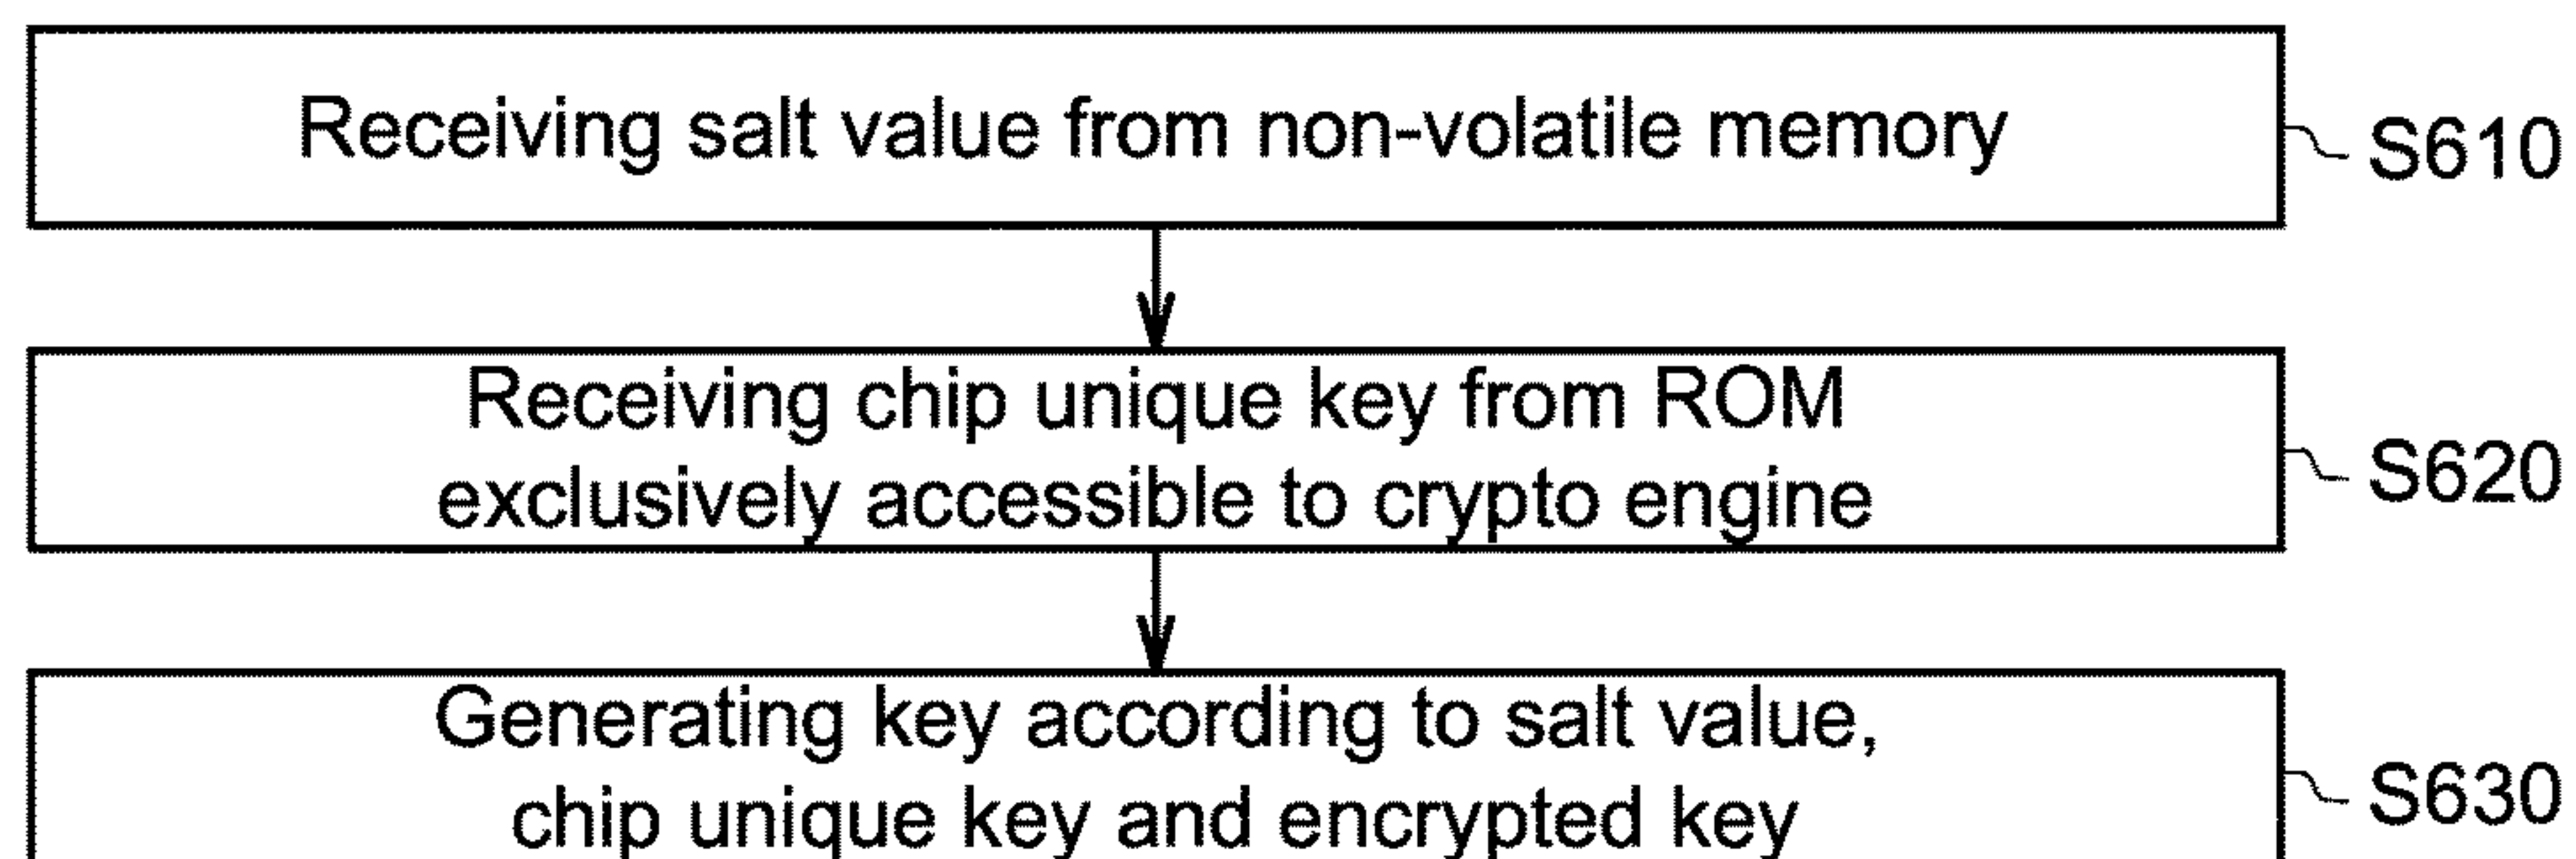 Receiving salt value from non-volatile memory
S610
Receiving chip unique key from ROM
exclusively accessible to crypto engine
S620
Generating key according to salt value,
chip unique key and encrypted key
S630